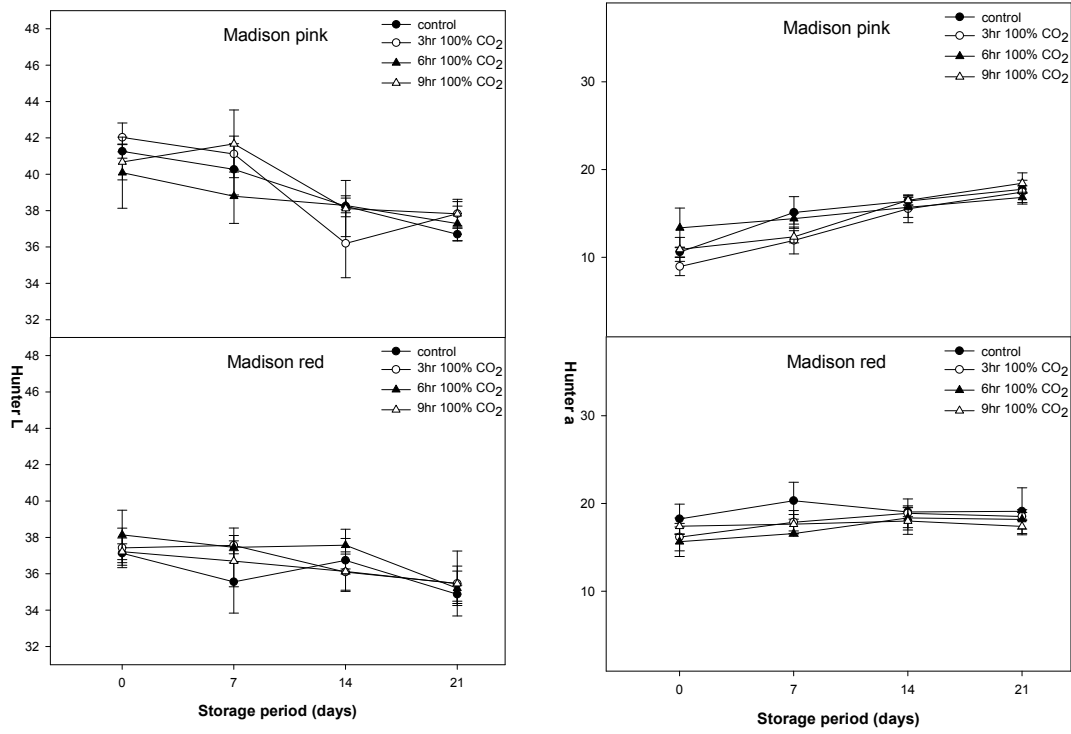 Madison pink
control
3hr 100% CO2
6hr 100% CO2
9hr 100% CO2
48
46
44
42
40
38
36
34
32
Madison red
control
3hr 100% CO2
6hr 100% CO2
9hr 100% CO2
48
46
44
42
40
38
36
34
32
Hunter L
0 7 14 21
Storage period (days)
Madison pink
control
3hr 100% CO2
6hr 100% CO2
9hr 100% CO2
30
20
10
Madison red
control
3hr 100% CO2
6hr 100% CO2
9hr 100% CO2
30
20
10
Hunter a
0 7 14 21
Storage period (days)